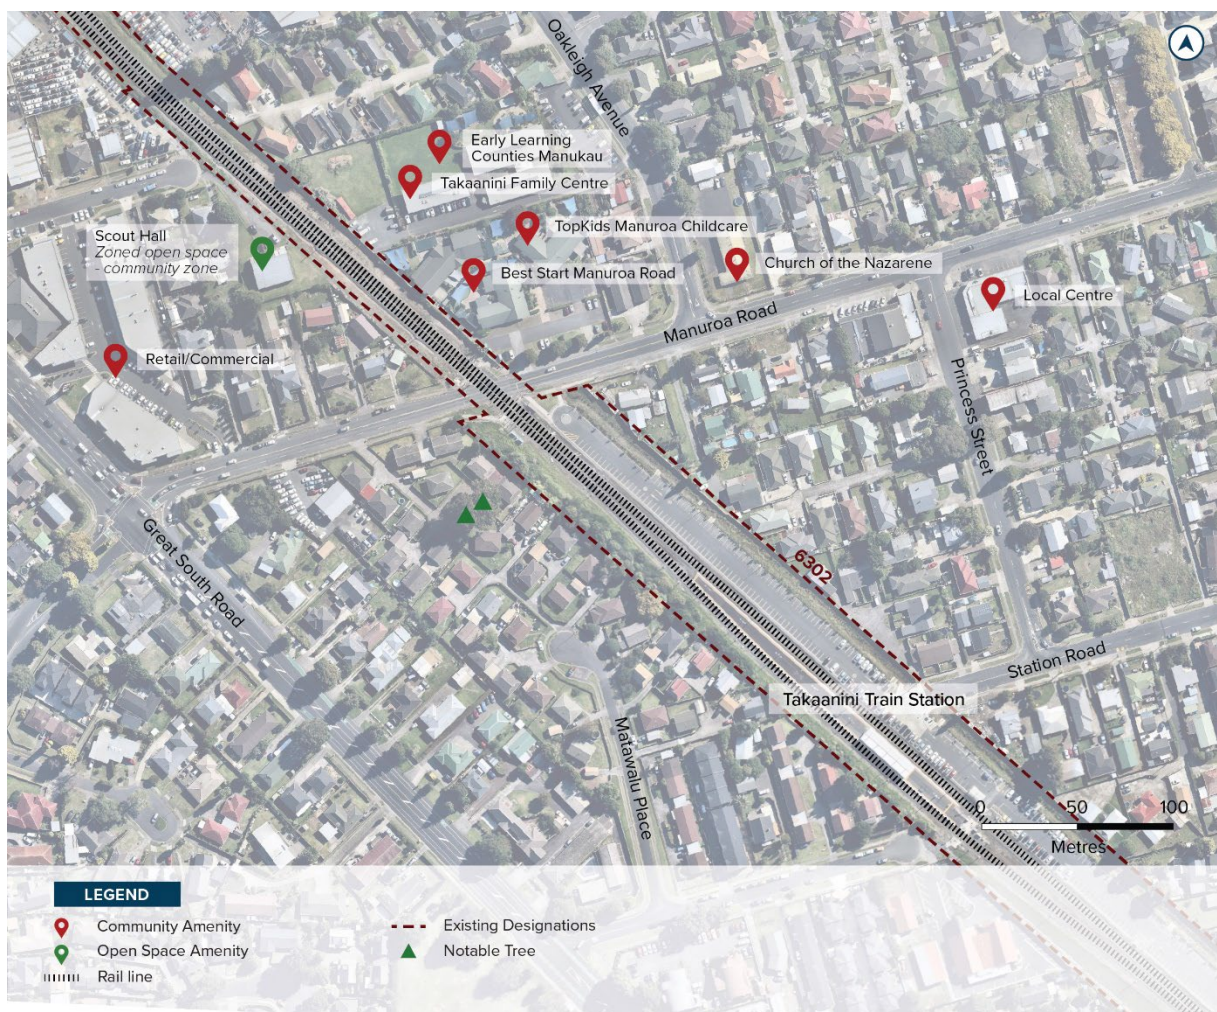 Oakleigh Avenue
Early Learning
Counties Manukau
Takaanini Family Centre
TopKids Manuroa Childcare
Scout Hall
Zoned open space
- community zone
Church of the Nazarene
Best Start Manuroa Road
Local Centre
Manuroa Road
Retail/Commercial
Princess Street
Great South Road
6302
Station Road
Takaanini Train Station
Matawalu Place
0 50 100
Metres
LEGEND
Community Amenity
Open Space Amenity
Rail line
Existing Designations
Notable Tree